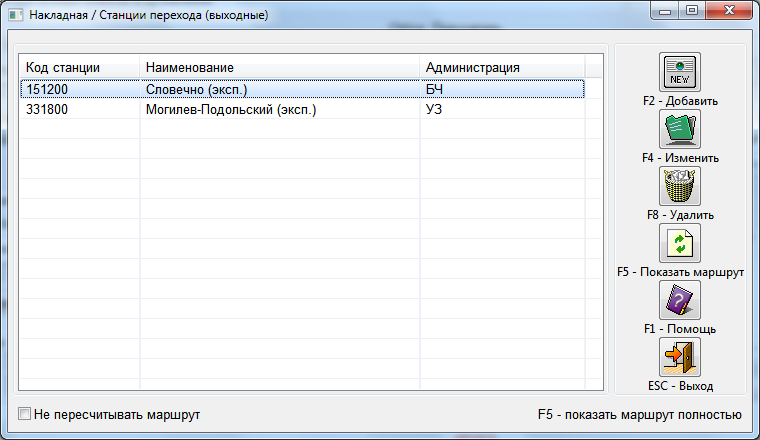 Накладная / Станции перехода (выходные)
Код станции Наименование Администрация
151200 Словечно (эксп.) БЧ
331800 Могилев-Подольский (эксп.) УЗ
NEW
F2 - Добавить
F4 - Изменить
F8 - Удалить
F5 - Показать маршрут
?
F1 - Помощь
ESC - Выход
Не пересчитывать маршрут
F5 - показать маршрут полностью